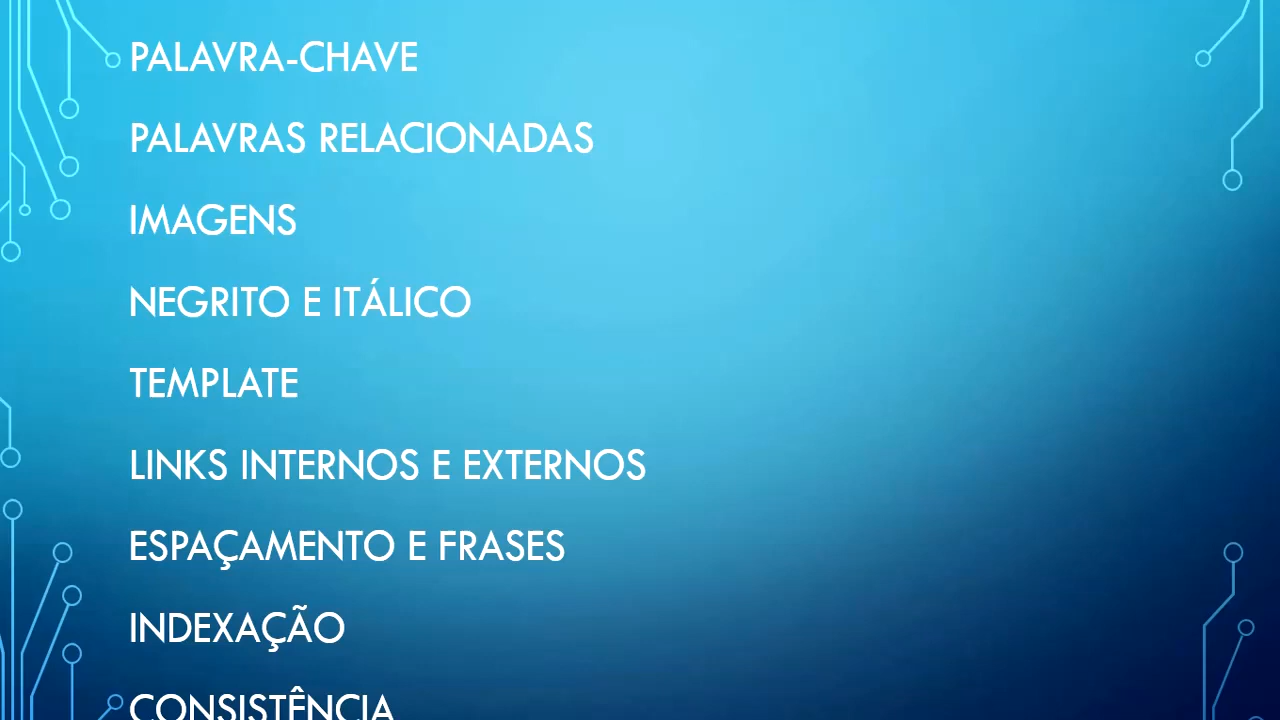 PALAVRA-CHAVE
PALAVRAS RELACIONADAS
IMAGENS
NEGRITO E ITÁLICO
TEMPLATE
LINKS INTERNOS E EXTERNOS
ESPAÇAMENTO E FRASES
INDEXAÇÃO
CONSISTÊNCIA